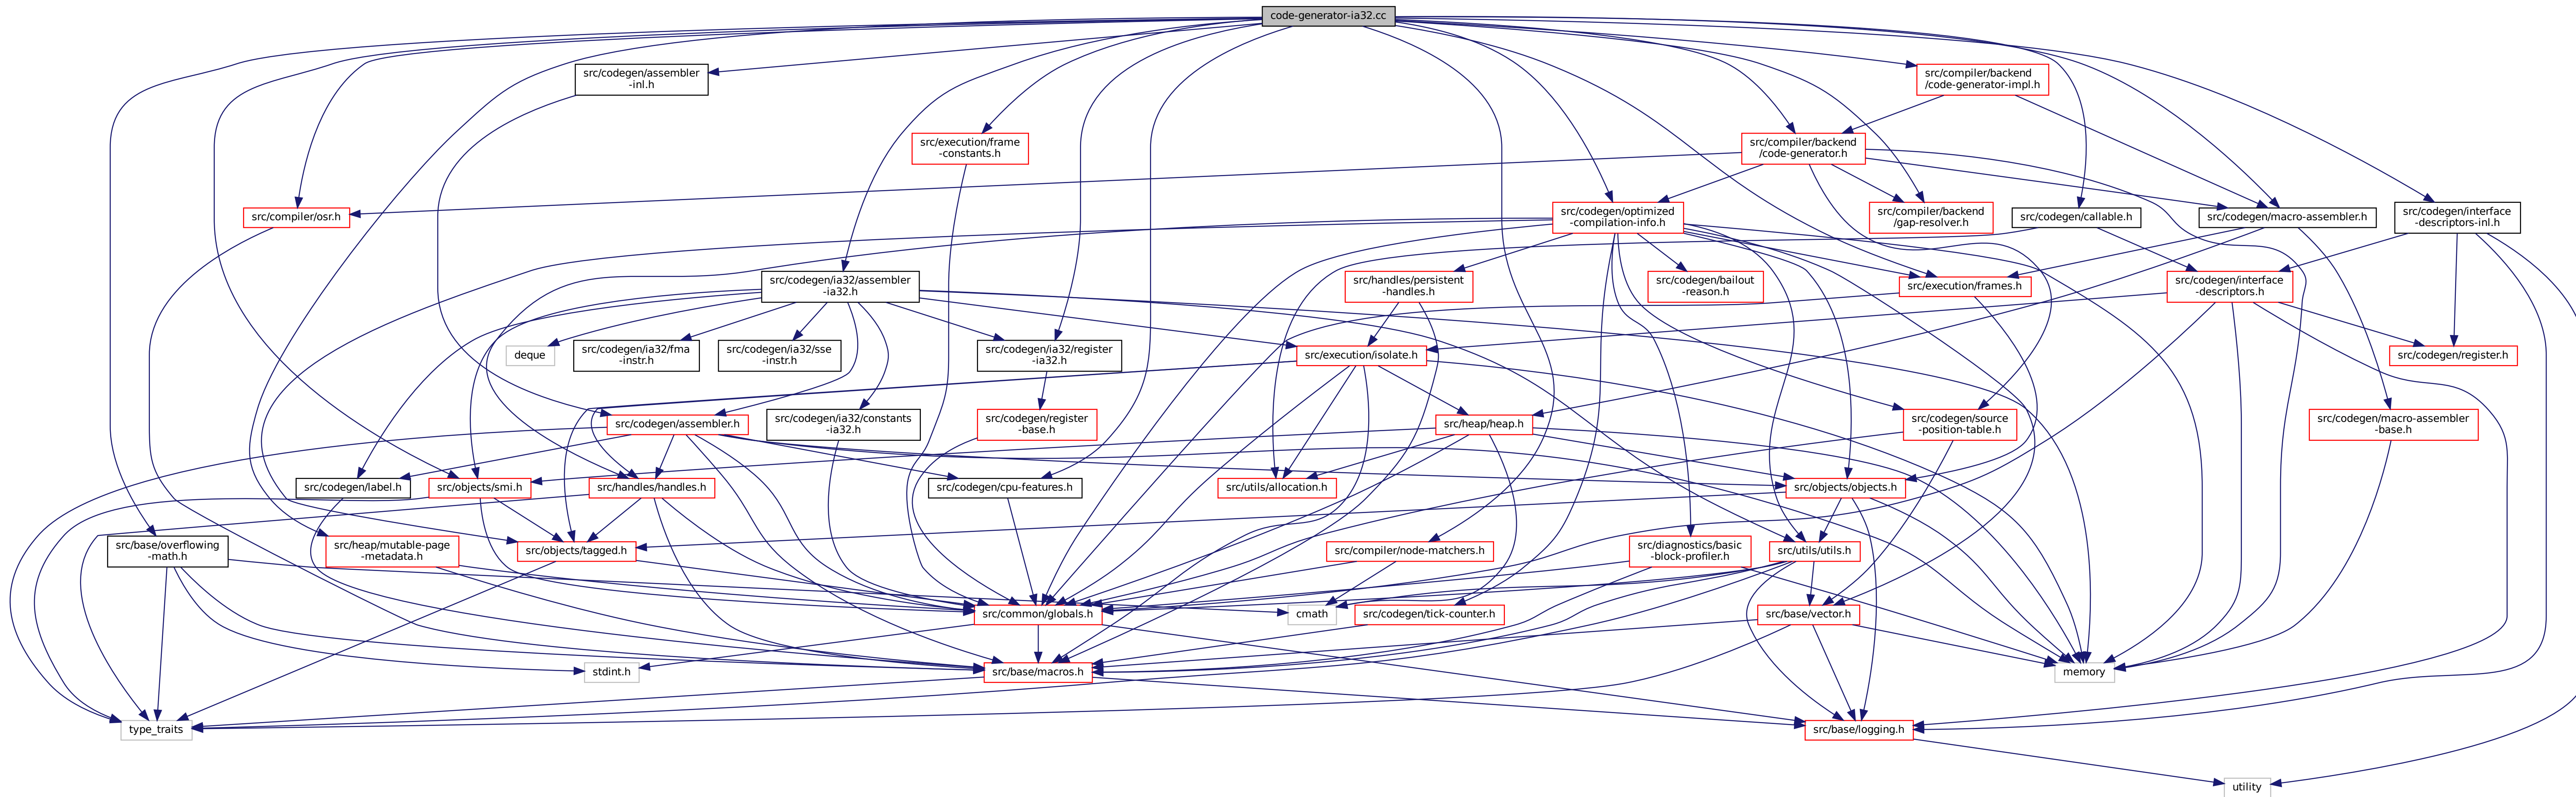 code-generator-ia32.cc
src/codegen/assembler
-inl.h
src/compiler/backend
/code-generator-impl.h
src/execution/frame
-constants.h
src/compiler/backend
/code-generator.h
src/compiler/osr.h
src/codegen/optimized
-compilation-info.h
src/compiler/backend
/gap-resolver.h
src/codegen/callable.h
src/codegen/macro-assembler.h
src/codegen/interface
-descriptors-inl.h
src/codegen/ia32/assembler
-ia32.h
src/handles/persistent
-handles.h
src/codegen/bailout
-reason.h
src/execution/frames.h
src/codegen/interface
-descriptors.h
deque
src/codegen/ia32/fma
-instr.h
src/codegen/ia32/sse
-instr.h
src/codegen/ia32/register
-ia32.h
src/execution/isolate.h
src/codegen/register.h
src/codegen/assembler.h
src/codegen/ia32/constants
-ia32.h
src/codegen/register
-base.h
src/heap/heap.h
src/codegen/source
-position-table.h
src/codegen/macro-assembler
-base.h
src/codegen/label.h
src/objects/smi.h
src/handles/handles.h
src/codegen/cpu-features.h
src/utils/allocation.h
src/objects/objects.h
src/base/overflowing
-math.h
src/heap/mutable-page
-metadata.h
src/objects/tagged.h
src/compiler/node-matchers.h
src/diagnostics/basic
-block-profiler.h
src/utils/utils.h
src/common/globals.h
cmath
src/codegen/tick-counter.h
src/base/vector.h
stdint.h
src/base/macros.h
memory
type_traits
src/base/logging.h
utility